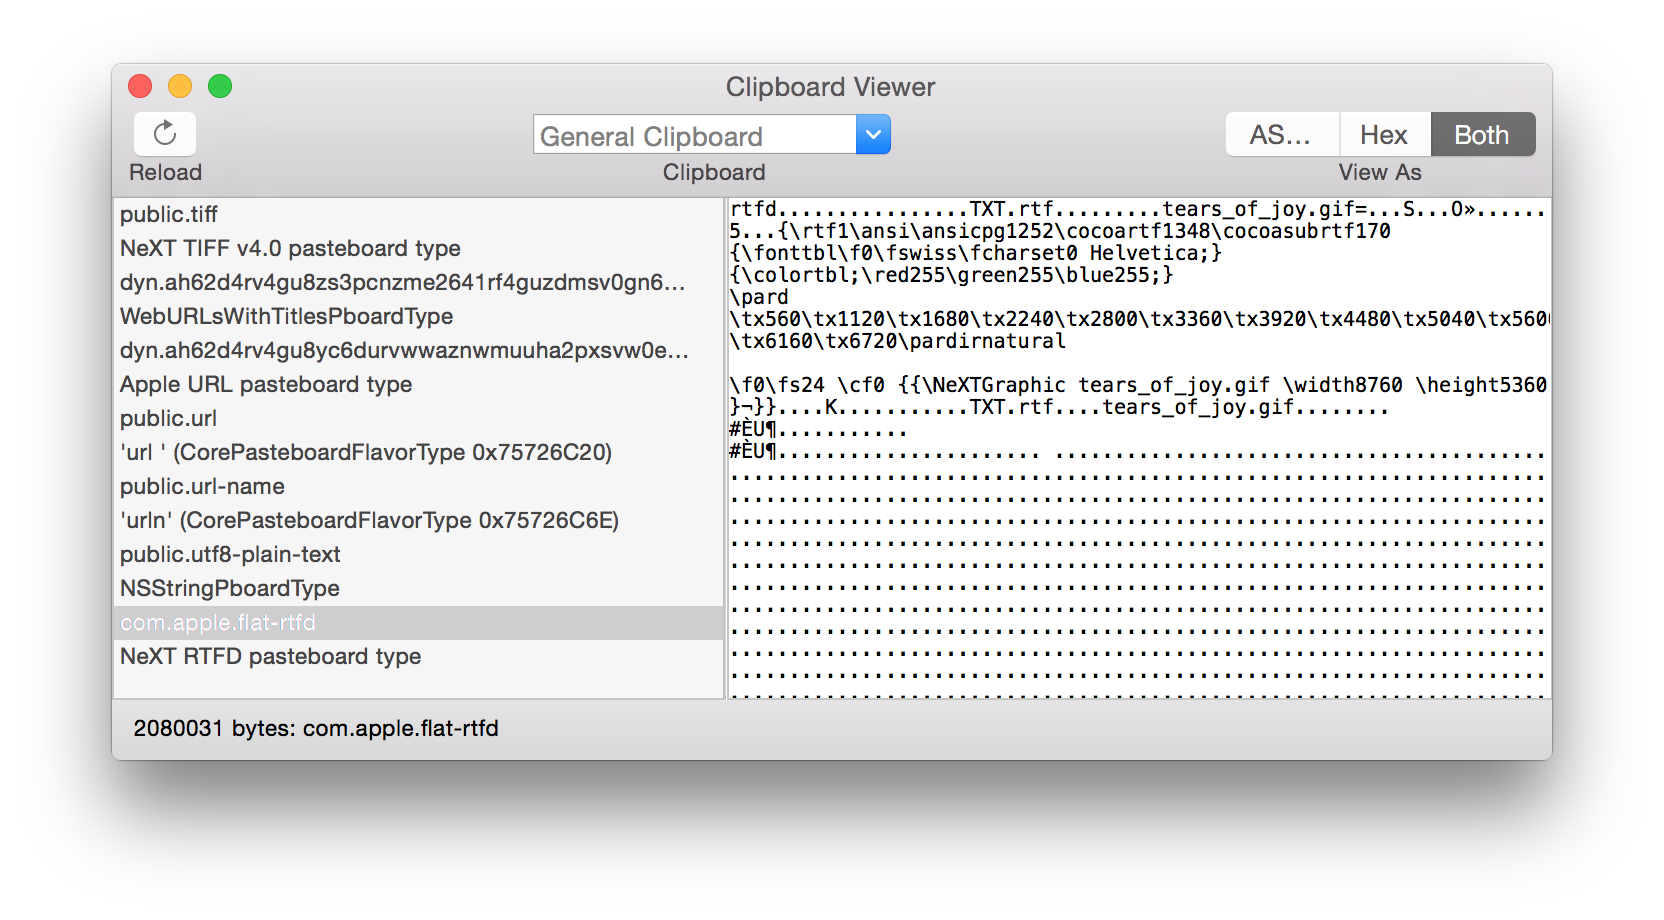 Clipboard Viewer
Reload
General Clipboard
Clipboard
AS...
Hex
Both
View As
public.tiff
NeXT TIFF v4.0 pasteboard type
dyn.ah62d4rv4gu8zs3pcnzme2641rf4guzdmsv0gn6...
WebURLsWithTitlesPboardType
dyn.ah62d4rv4gu8yc6durvwwaznwmuuha2pxsvw0e...
Apple URL pasteboard type
public.url
'url ' (CorePasteboardFlavorType 0x75726C20)
public.url-name
'urln' (CorePasteboardFlavorType 0x75726C6E)
public.utf8-plain-text
NSStringPboardType
com.apple.flat-rtfd
NeXT RTFD pasteboard type
rtfd................TXT.rtf.........tears_of_joy.gif=...S...O»......
5...{\rtf1\ansi\ansicpg1252\cocoartf1348\cocoasubrtf170
{\fonttbl\f0\fswiss\fcharset0 Helvetica;}
{\colortbl;\red255\green255\blue255;}
\pard
\tx560\tx1120\tx1680\tx2240\tx2800\tx3360\tx3920\tx4480\tx5040\tx5600
\tx6160\tx6720\pardirnatural
\f0\fs24 \cf0 {{\NeXTGraphic tears_of_joy.gif \width8760 \height5360
}¬}}....K...........TXT.rtf....tears_of_joy.gif........
#ÈU¶...........
#ÈU¶...................... .........................................
2080031 bytes: com.apple.flat-rtfd